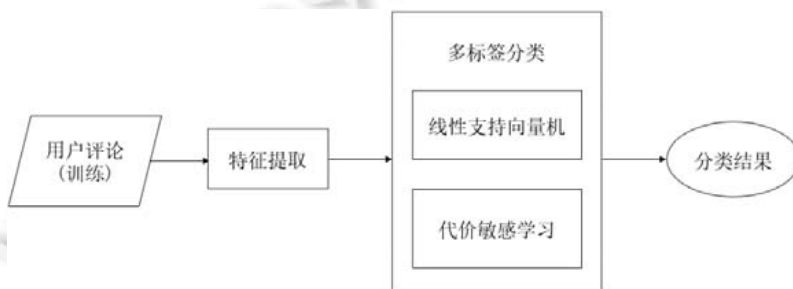 用户评论
(训练)
特征提取
多标签分类
线性支持向量机
代价敏感学习
分类结果